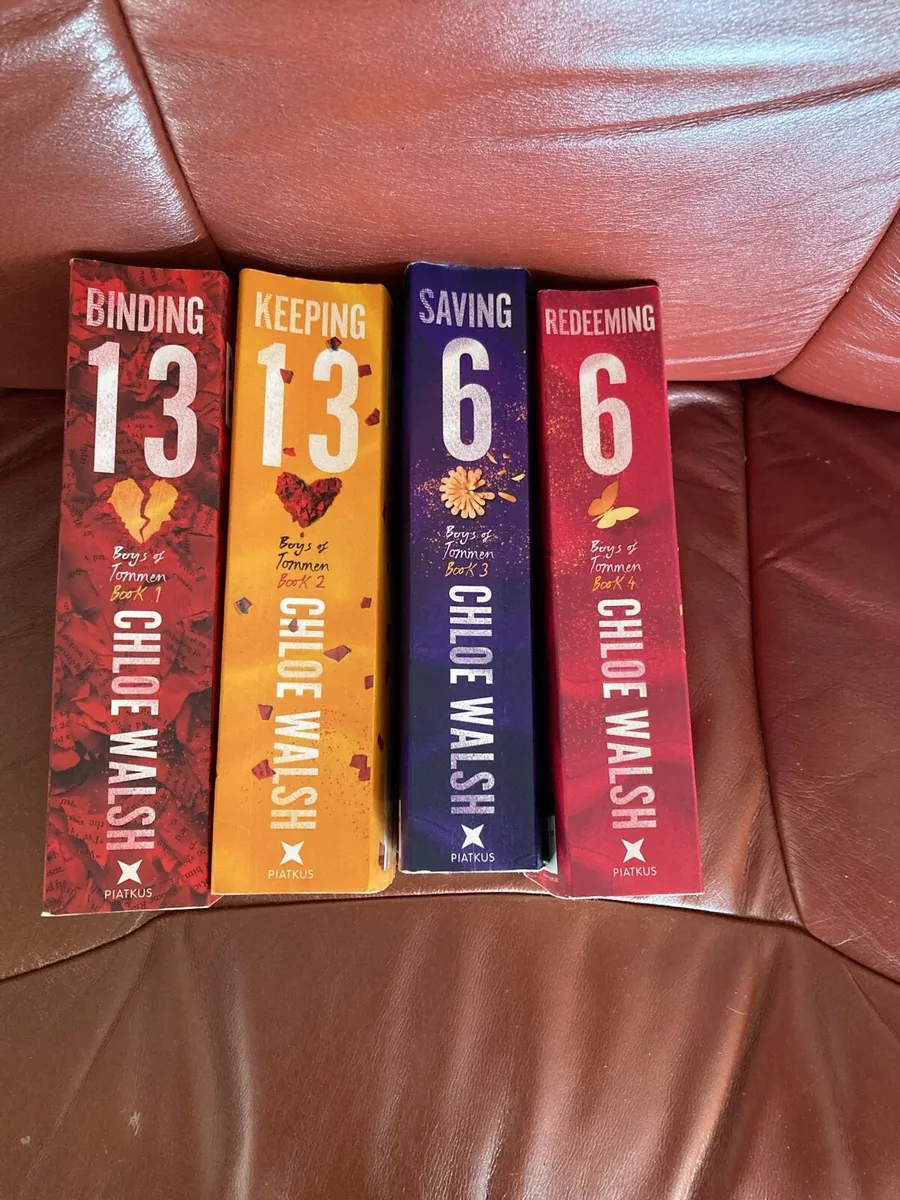 BINDING
13
Boys of
Tommen
Book 1
CHLOE WALSH
PIATKUS
KEEPING
13
Boys of
Tommen
Book 2
CHLOE WALSH
PIATKUS
SAVING
6
Boys of
Tommen
Book 3
CHLOE WALSH
PIATKUS
REDEEMING
6
Boys of
Tommen
Book 4
CHLOE WALSH
PIATKUS